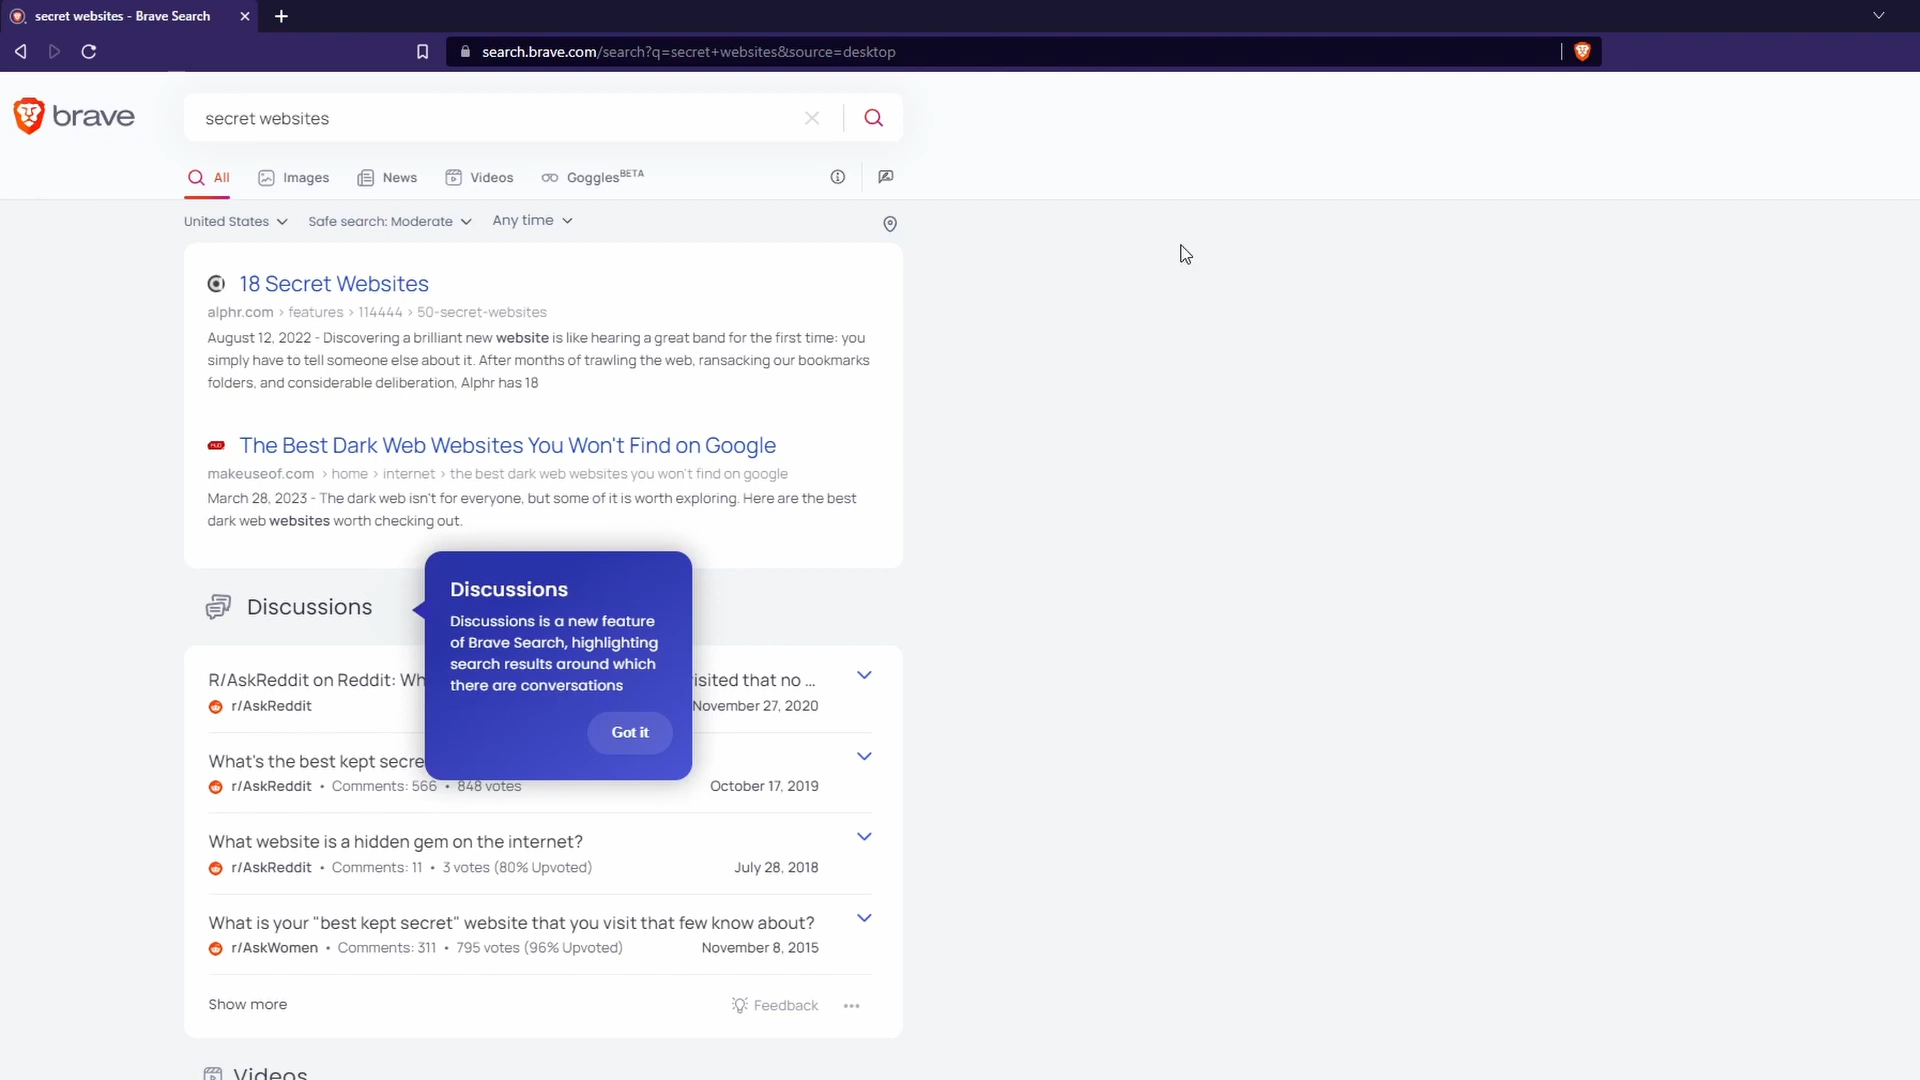 secret websites - Brave Search
search.brave.com/search?q=secret+websites&source=desktop
brave
secret websites
All Images News Videos Goggles BETA
United States Safe search: Moderate Any time
18 Secret Websites
alphr.com › features › 114444 › 50-secret-websites
August 12, 2022 - Discovering a brilliant new website is like hearing a great band for the first time: you
simply have to tell someone else about it. After months of trawling the web, ransacking our bookmarks
folders, and considerable deliberation, Alphr has 18
The Best Dark Web Websites You Won't Find on Google
makeuseof.com › home › internet › the best dark web websites you won't find on google
March 28, 2023 - The dark web isn't for everyone, but some of it is worth exploring. Here are the best
dark web websites worth checking out.
Discussions
Discussions
Discussions is a new feature
of Brave Search, highlighting
search results around which
there are conversations
Got it
R/AskReddit on Reddit: isited that no ...
r/AskReddit November 27, 2020
What's the best kept
r/AskReddit • Comments: 566 • 848 votes October 17, 2019
What website is a hidden gem on the internet?
r/AskReddit • Comments: 11 • 3 votes (80% Upvoted) July 28, 2018
What is your "best kept secret" website that you visit that few know about?
r/AskWomen • Comments: 311 • 795 votes (96% Upvoted) November 8, 2015
Show more Feedback
Videos